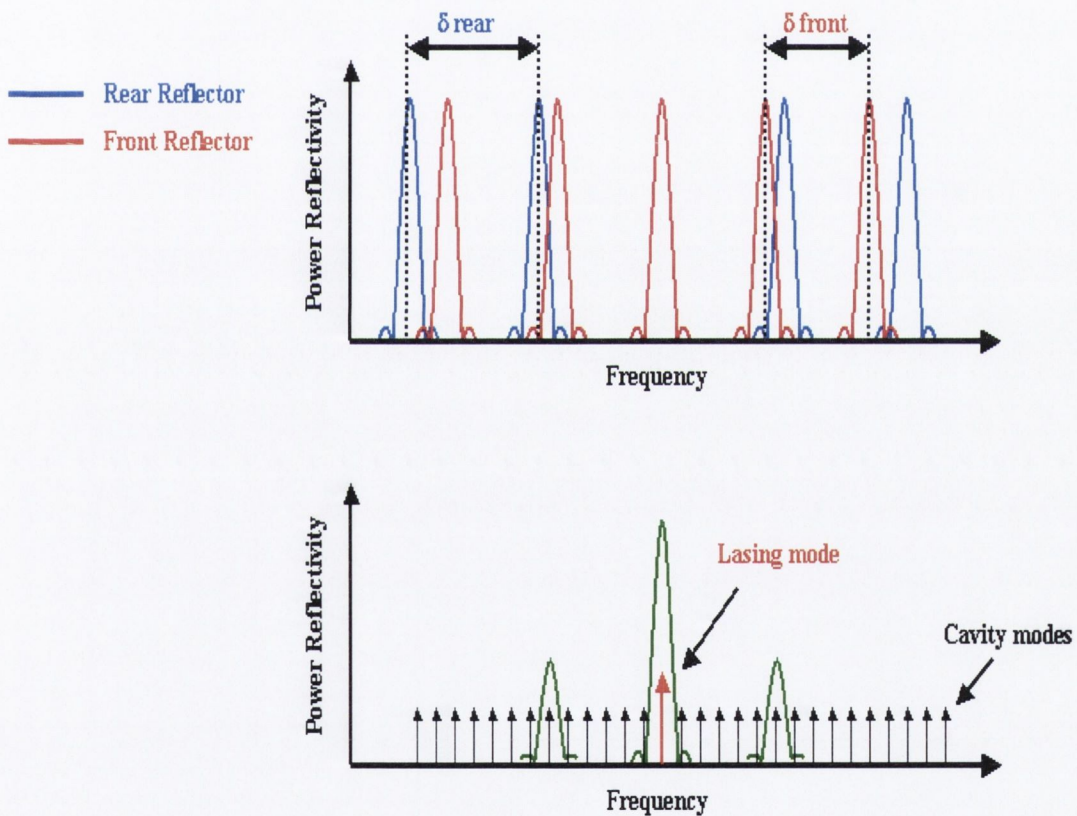 δ rear
δ front
Rear Reflector
Front Reflector
Power Reflectivity
Frequency
Power Reflectivity
Lasing mode
Cavity modes
Frequency